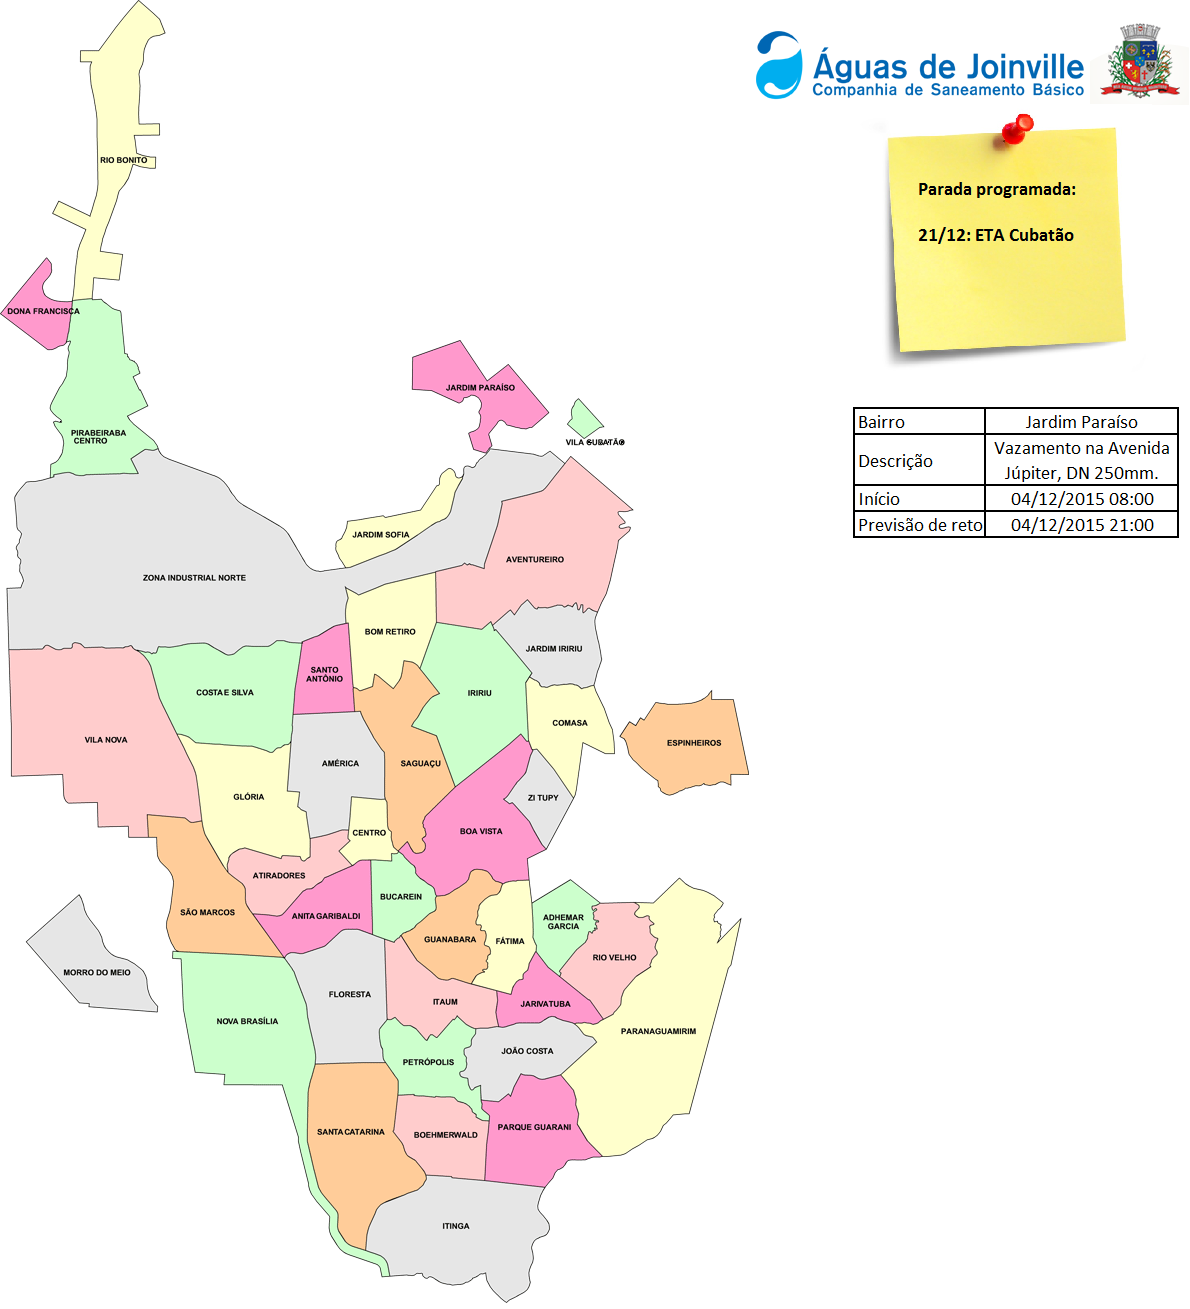 Águas de Joinville
Companhia de Saneamento Básico
Parada programada:
21/12: ETA Cubatão
Bairro Jardim Paraíso
Descrição Vazamento na Avenida
Júpiter, DN 250mm.
Início 04/12/2015 08:00
Previsão de reto 04/12/2015 21:00
RIO BONITO
DONA FRANCISCA
JARDIM PARAÍSO
PIRABEIRABA
CENTRO
VILA CUBATÃO
JARDIM SOFIA
AVENTUREIRO
ZONA INDUSTRIAL NORTE
BOM RETIRO
JARDIM IRIRIU
SANTO
ANTÔNIO
COSTA E SILVA
IRIRIU
COMASA
VILA NOVA
ESPINHEIROS
AMÉRICA
SAGUAÇU
GLÓRIA
ZI TUPY
CENTRO
BOA VISTA
ATIRADORES
BUCAREIN
SÃO MARCOS
ANITA GARIBALDI
ADHEMAR
GARCIA
GUANABARA
FÁTIMA
RIO VELHO
MORRO DO MEIO
FLORESTA
ITAUM
JARIVATUBA
NOVA BRASÍLIA
PARANAGUAMIRIM
JOÃO COSTA
PETRÓPOLIS
SANTA CATARINA
BOEHMERWALD
PARQUE GUARANI
ITINGA